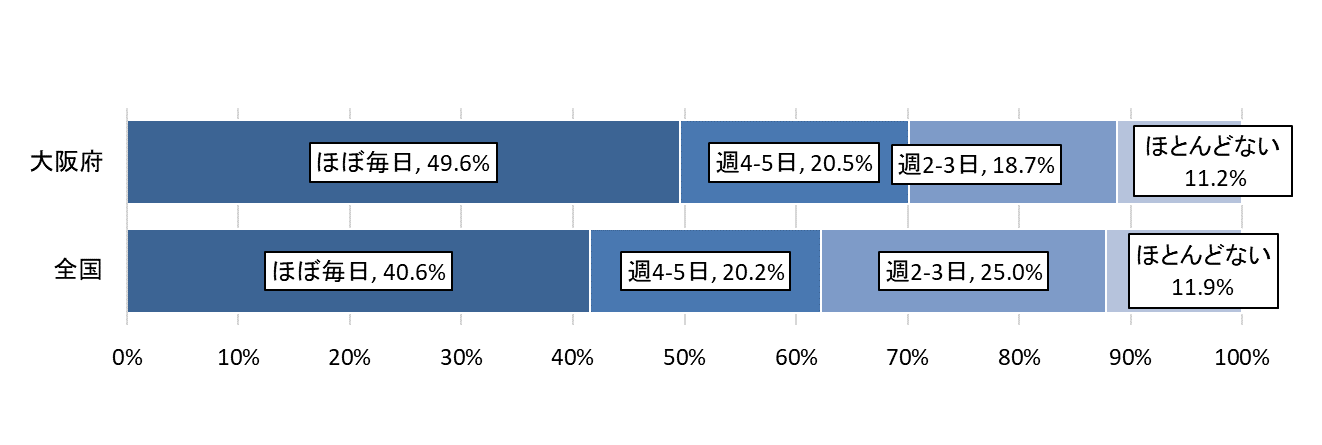 大阪府
ほぼ毎日, 49.6%
週4-5日, 20.5%
週2-3日, 18.7%
ほとんどない
11.2%
全国
ほぼ毎日, 40.6%
週4-5日, 20.2%
週2-3日, 25.0%
ほとんどない
11.9%
0% 10% 20% 30% 40% 50% 60% 70% 80% 90% 100%